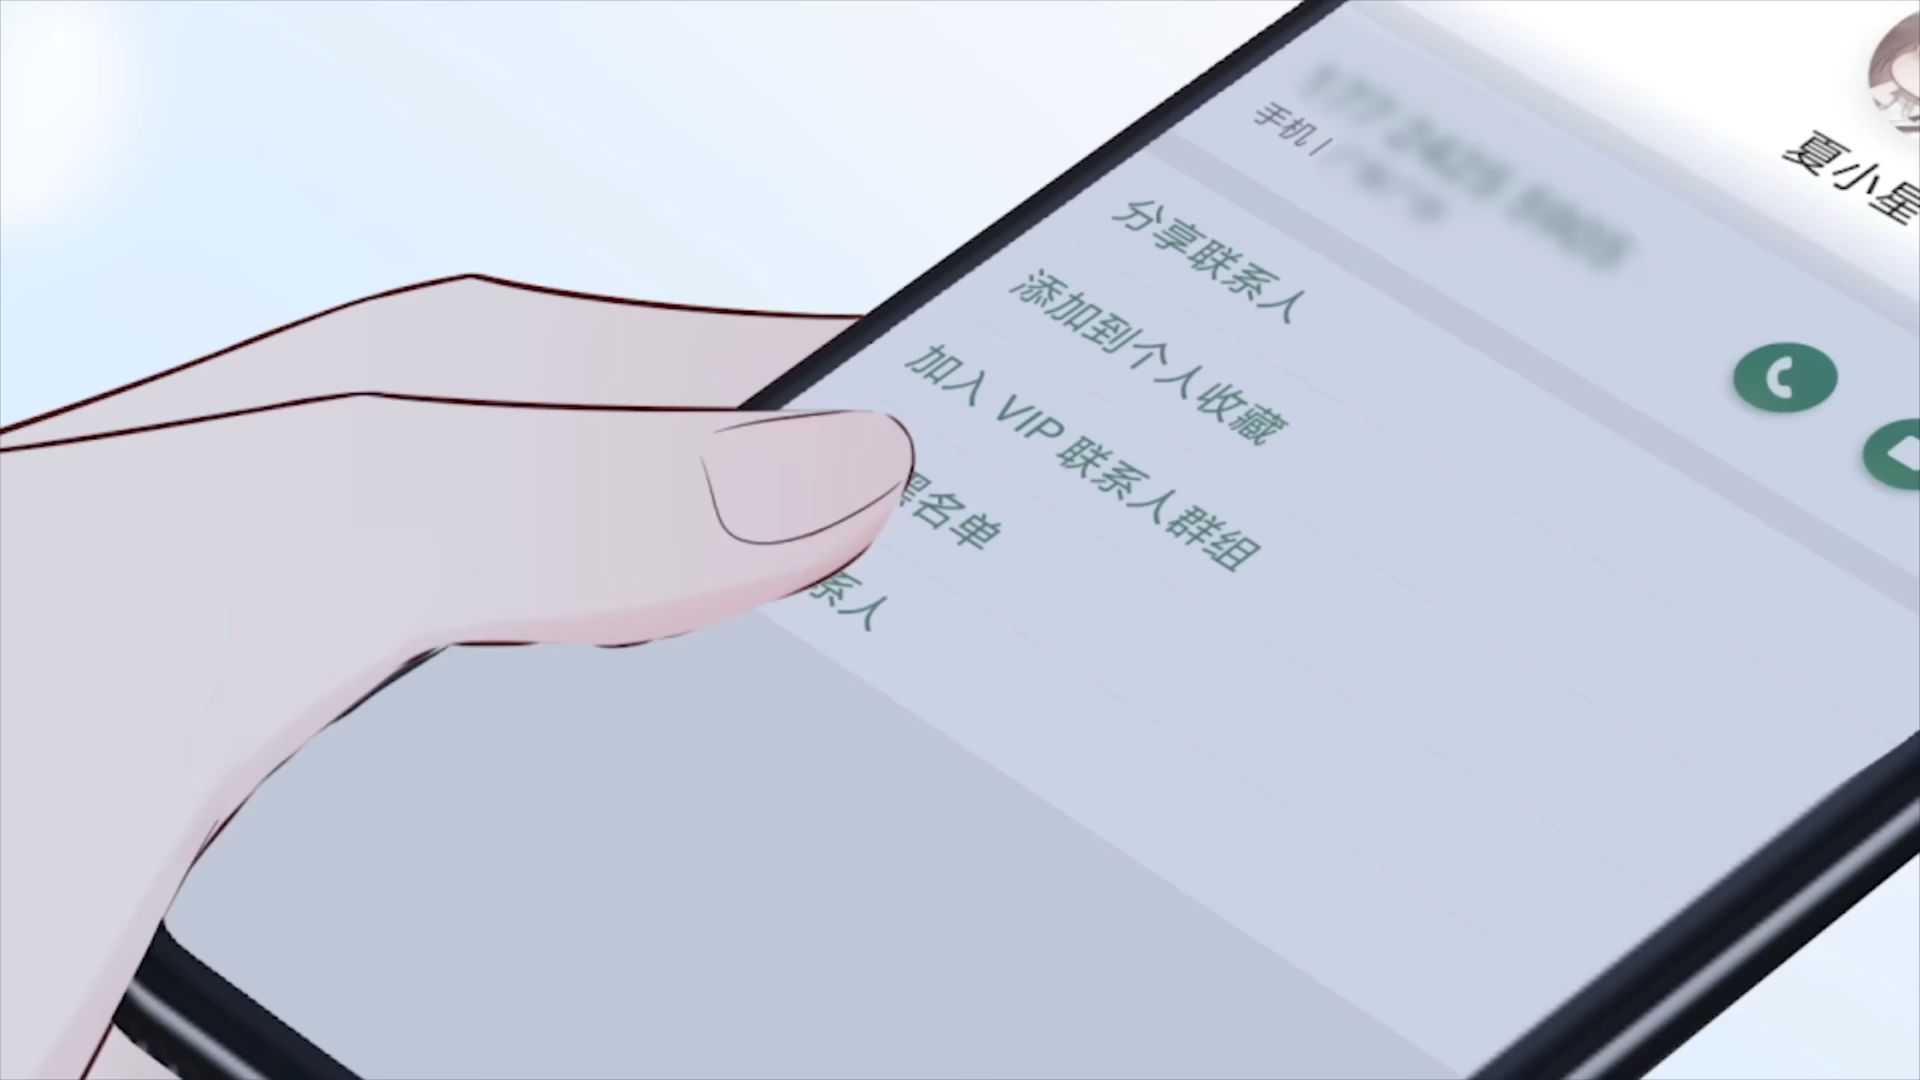 夏小星
手机 |
分享联系人
添加到个人收藏
加入 VIP 联系人群组
黑名单
系人